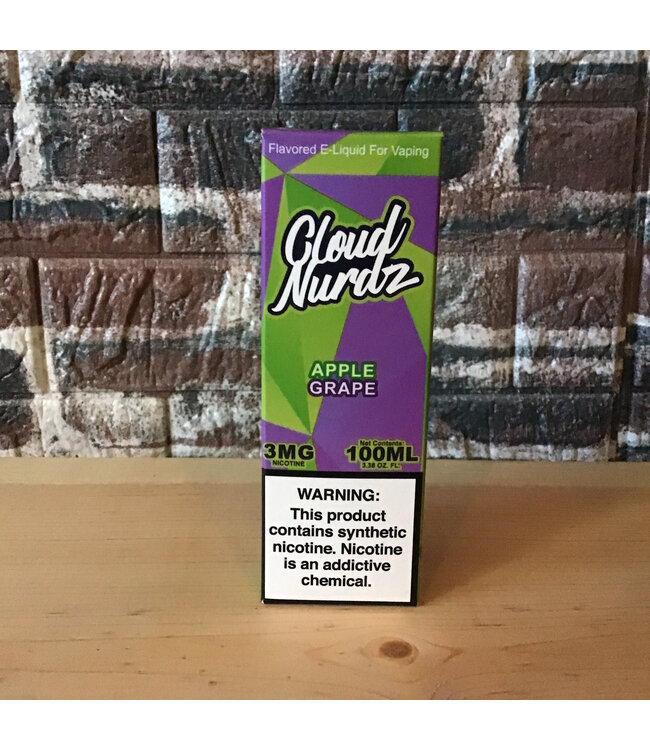 Flavored E-Liquid For Vaping
Cloud
Nurdz
APPLE
GRAPE
3MG
NICOTINE
Net Contents:
100ML
3.38 OZ. FL.
WARNING:
This product
contains synthetic
nicotine. Nicotine
is an addictive
chemical.